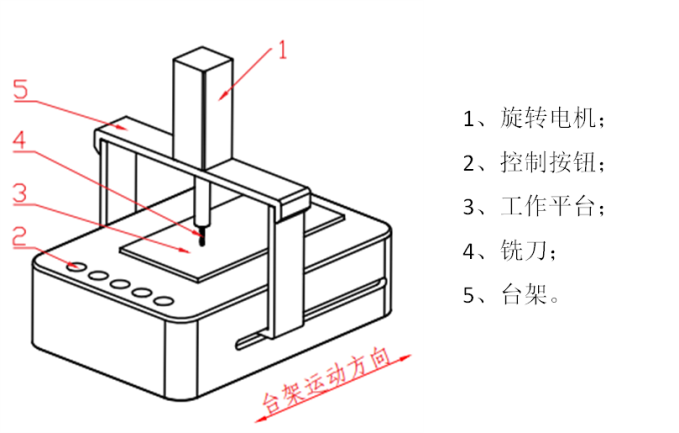 1
5
4
3
2
台架运动方向
1、旋转电机；
2、控制按钮；
3、工作平台；
4、铣刀；
5、台架。